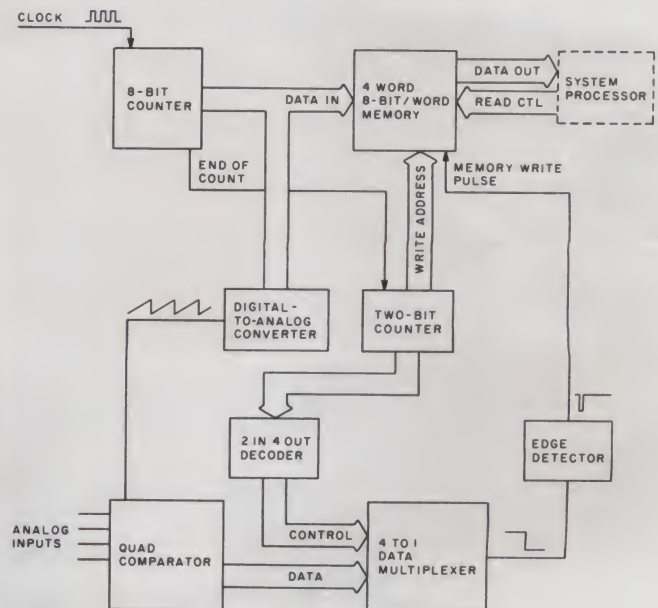 CLOCK
8-BIT
COUNTER
DATA IN
4 WORD
8-BIT/WORD
MEMORY
DATA OUT
READ CTL
SYSTEM
PROCESSOR
END OF
COUNT
WRITE ADDRESS
MEMORY WRITE
PULSE
DIGITAL-
TO-ANALOG
CONVERTER
TWO-BIT
COUNTER
2 IN 4 OUT
DECODER
EDGE
DETECTOR
ANALOG
INPUTS
QUAD
COMPARATOR
CONTROL
DATA
4 TO 1
DATA
MULTIPLEXER